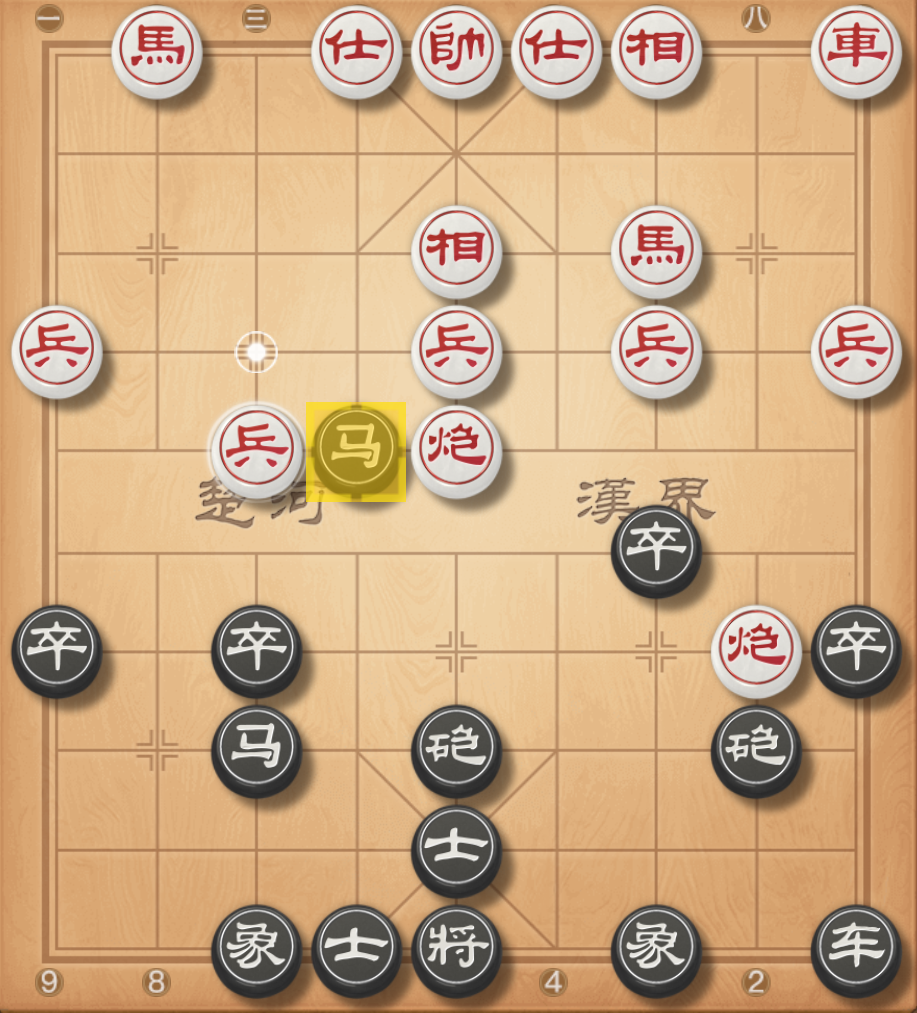 一 三 八
馬 仕 帥 仕 相 車
相 馬
兵 兵 兵 兵
兵 马 炮
楚河 漢界
卒
卒 卒 炮 卒
马 砲 砲
士
象 士 将 象 车
9 8 4 2